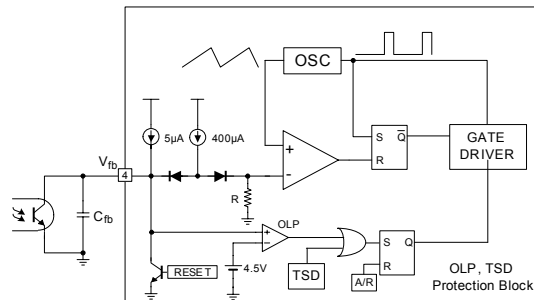 OSC
5μA
400μA
Vfb
4
+
-
S
Q
R
GATE
DRIVER
R
Cfb
OLP
+
-
S
Q
R
RESET
4.5V
TSD
A/R
OLP, TSD
Protection Block